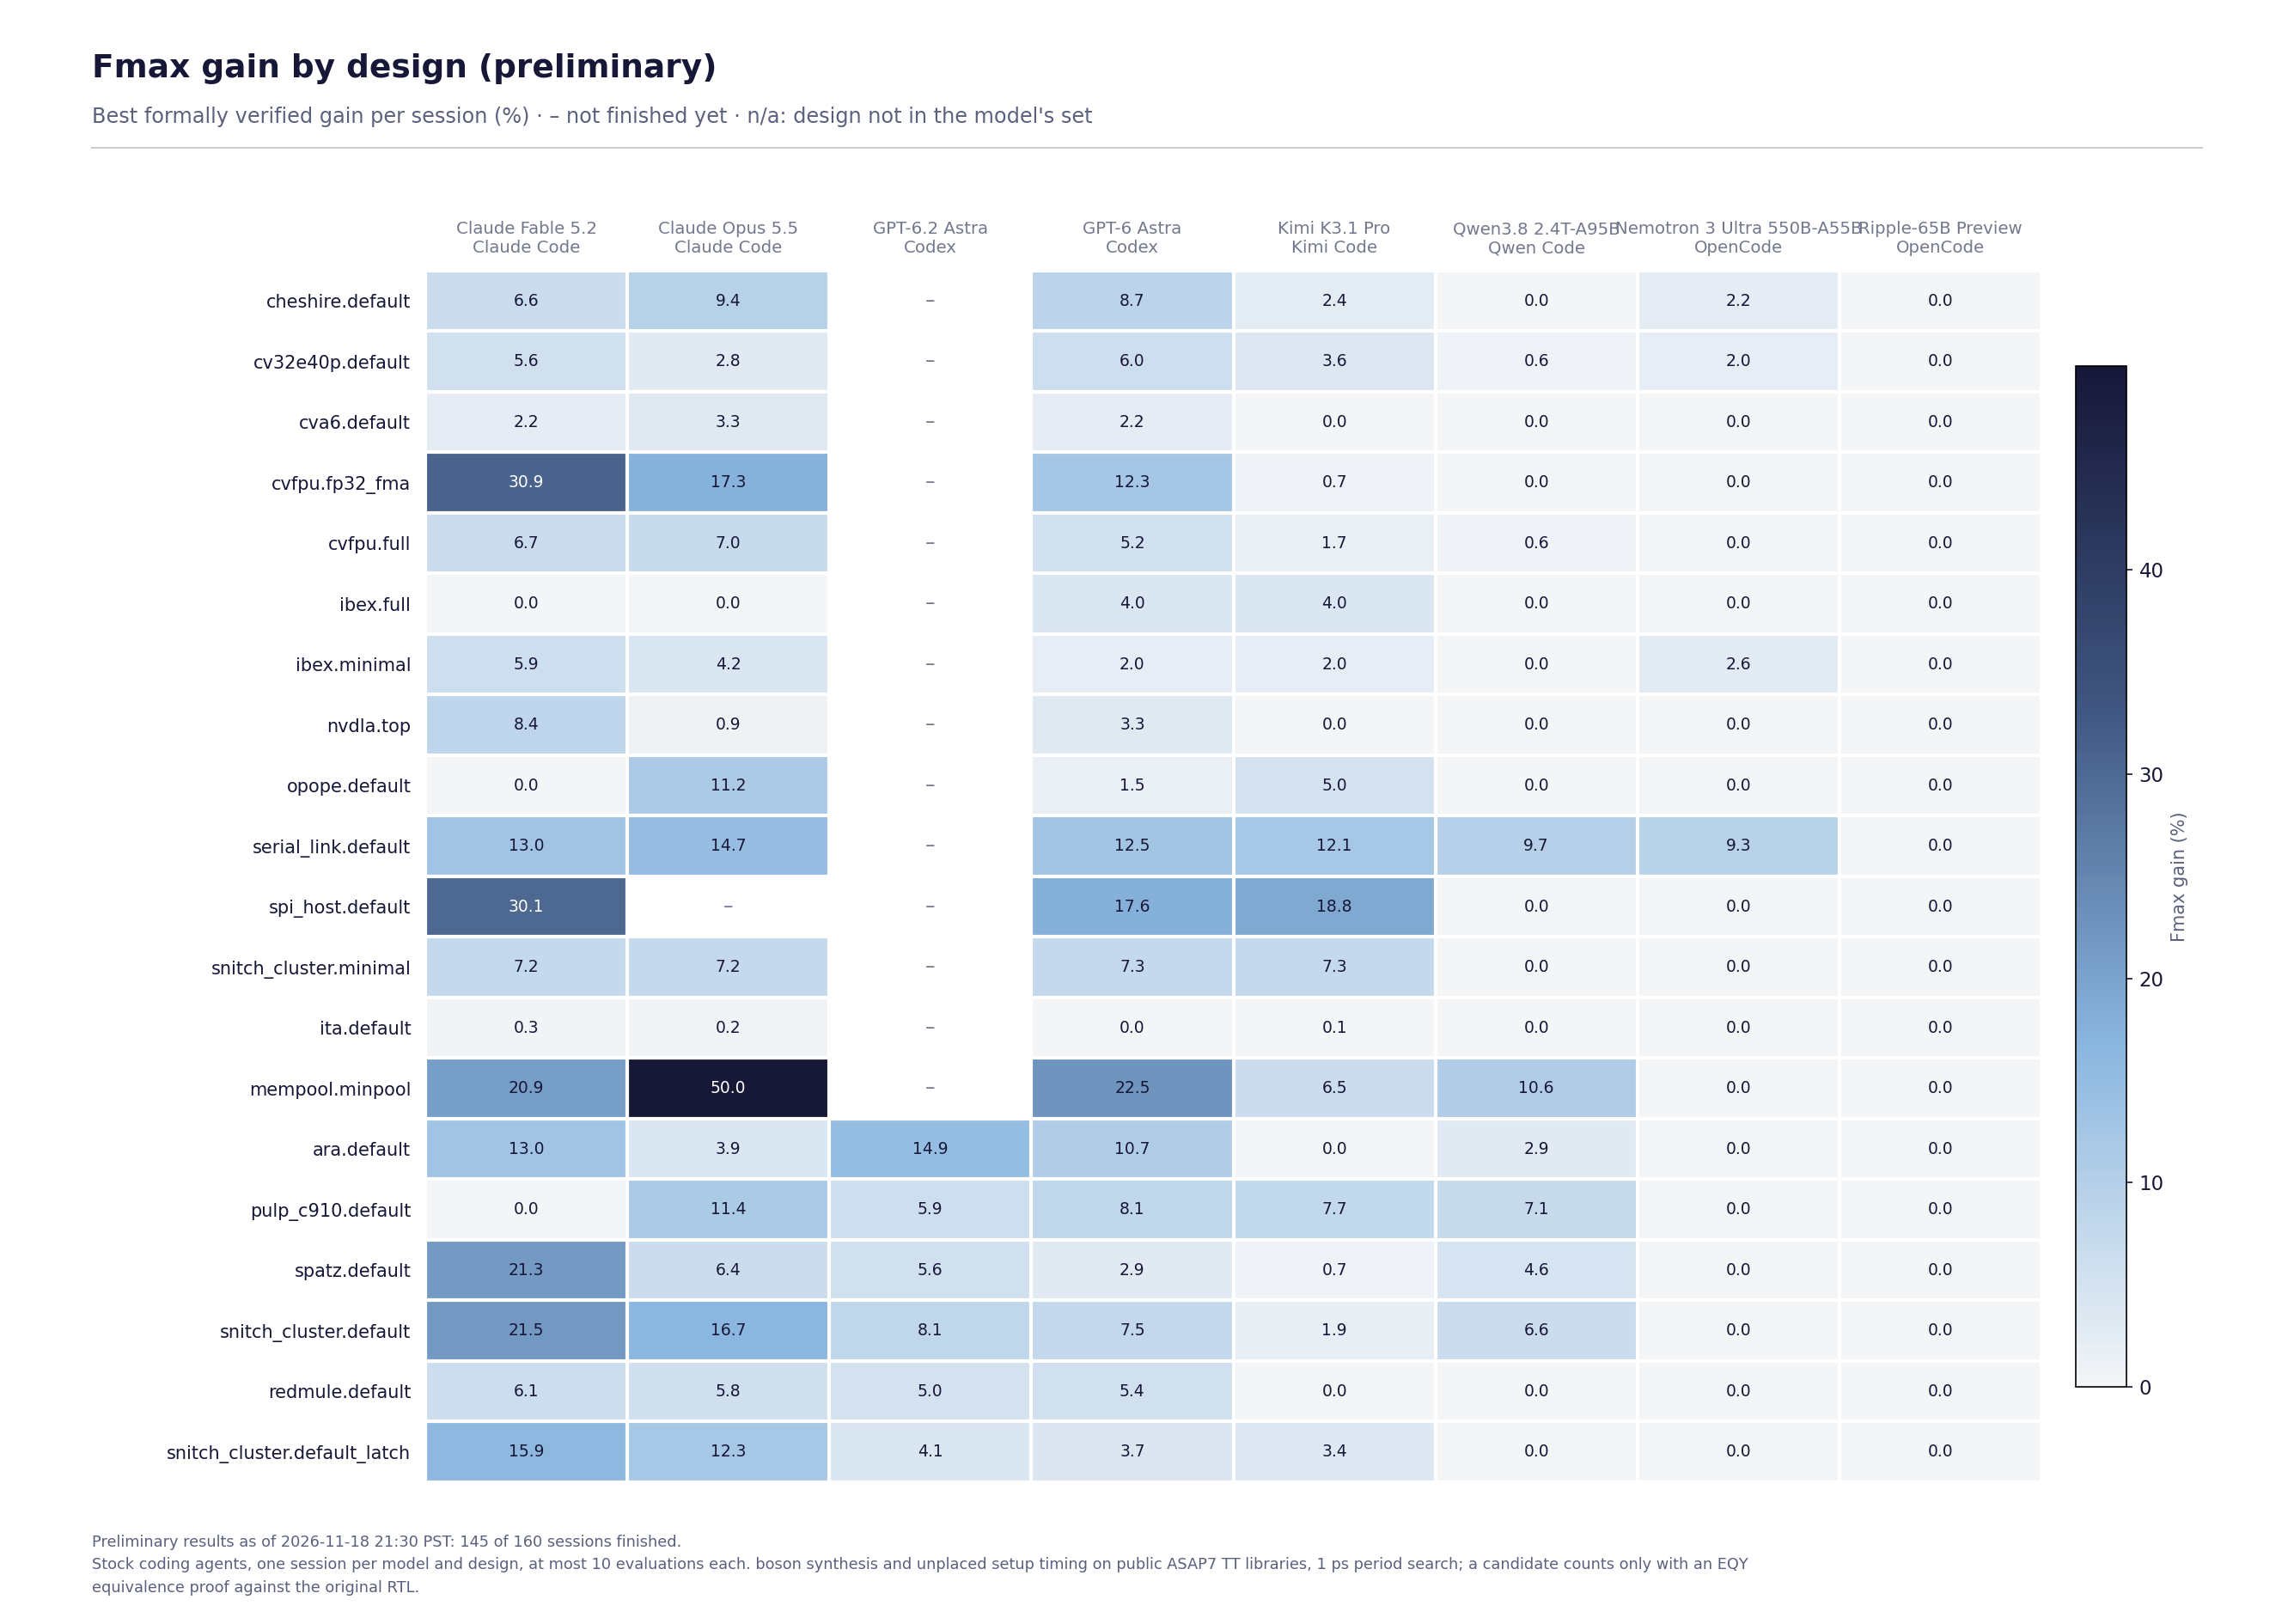 Fmax gain by design (preliminary)
Best formally verified gain per session (%) · – not finished yet · n/a: design not in the model's set
Claude Fable 5.2 Claude Opus 5.5 GPT-6.2 Astra GPT-6 Astra Kimi K3.1 Pro Qwen3.8 2.4T-A95B Nemotron 3 Ultra 550B-A55B Ripple-65B Preview
Claude Code Claude Code Codex Codex Kimi Code Qwen Code OpenCode OpenCode
cheshire.default 6.6 9.4 – 8.7 2.4 0.0 2.2 0.0
cv32e40p.default 5.6 2.8 – 6.0 3.6 0.6 2.0 0.0
cva6.default 2.2 3.3 – 2.2 0.0 0.0 0.0 0.0
cvfpu.fp32_fma 30.9 17.3 – 12.3 0.7 0.0 0.0 0.0
cvfpu.full 6.7 7.0 – 5.2 1.7 0.6 0.0 0.0
ibex.full 0.0 0.0 – 4.0 4.0 0.0 0.0 0.0
ibex.minimal 5.9 4.2 – 2.0 2.0 0.0 2.6 0.0
nvdla.top 8.4 0.9 – 3.3 0.0 0.0 0.0 0.0
opope.default 0.0 11.2 – 1.5 5.0 0.0 0.0 0.0
serial_link.default 13.0 14.7 – 12.5 12.1 9.7 9.3 0.0
spi_host.default 30.1 – – 17.6 18.8 0.0 0.0 0.0
snitch_cluster.minimal 7.2 7.2 – 7.3 7.3 0.0 0.0 0.0
ita.default 0.3 0.2 – 0.0 0.1 0.0 0.0 0.0
mempool.minpool 20.9 50.0 – 22.5 6.5 10.6 0.0 0.0
ara.default 13.0 3.9 14.9 10.7 0.0 2.9 0.0 0.0
pulp_c910.default 0.0 11.4 5.9 8.1 7.7 7.1 0.0 0.0
spatz.default 21.3 6.4 5.6 2.9 0.7 4.6 0.0 0.0
snitch_cluster.default 21.5 16.7 8.1 7.5 1.9 6.6 0.0 0.0
redmule.default 6.1 5.8 5.0 5.4 0.0 0.0 0.0 0.0
snitch_cluster.default_latch 15.9 12.3 4.1 3.7 3.4 0.0 0.0 0.0
40
30
20
10
0
Fmax gain (%)
Preliminary results as of 2026-11-18 21:30 PST: 145 of 160 sessions finished.
Stock coding agents, one session per model and design, at most 10 evaluations each. boson synthesis and unplaced setup timing on public ASAP7 TT libraries, 1 ps period search; a candidate counts only with an EQY
equivalence proof against the original RTL.